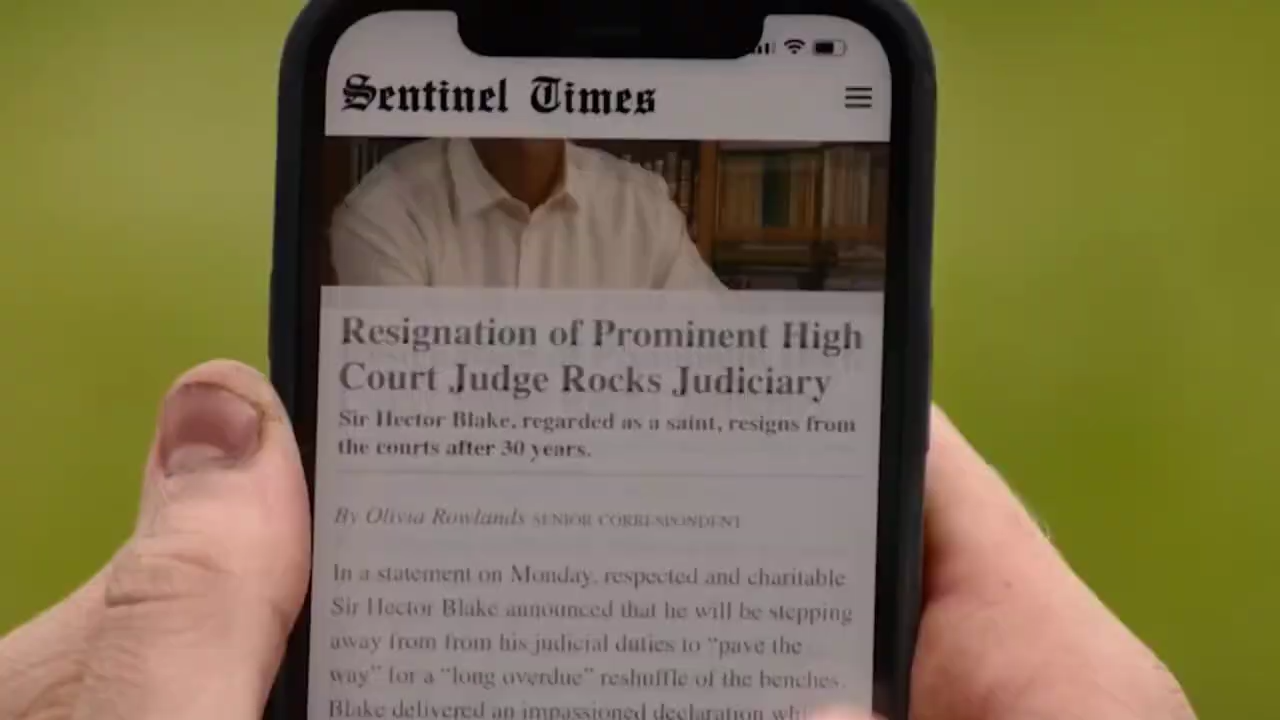 Sentinel Times
Resignation of Prominent High
Court Judge Rocks Judiciary
Sir Hector Blake, regarded as a saint, resigns from
the courts after 30 years.
By Olivia Rowlands SENIOR CORRESPONDENT
In a statement on Monday, respected and charitable
Sir Hector Blake announced that he will be stepping
away from from his judicial duties to “pave the
way” for a “long overdue” reshuffle of the benches.
Blake delivered an impassioned declaration